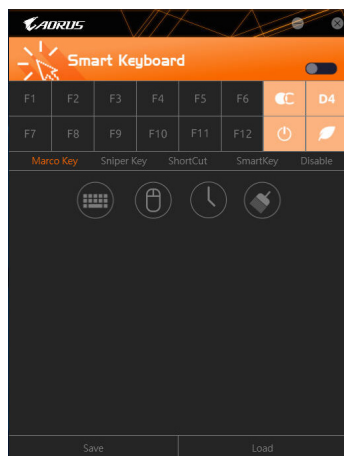 AORUS
Smart Keyboard
F1 F2 F3 F4 F5 F6 D4
F7 F8 F9 F10 F11 F12
Marco Key Sniper Key ShortCut SmartKey Disable
Save Load